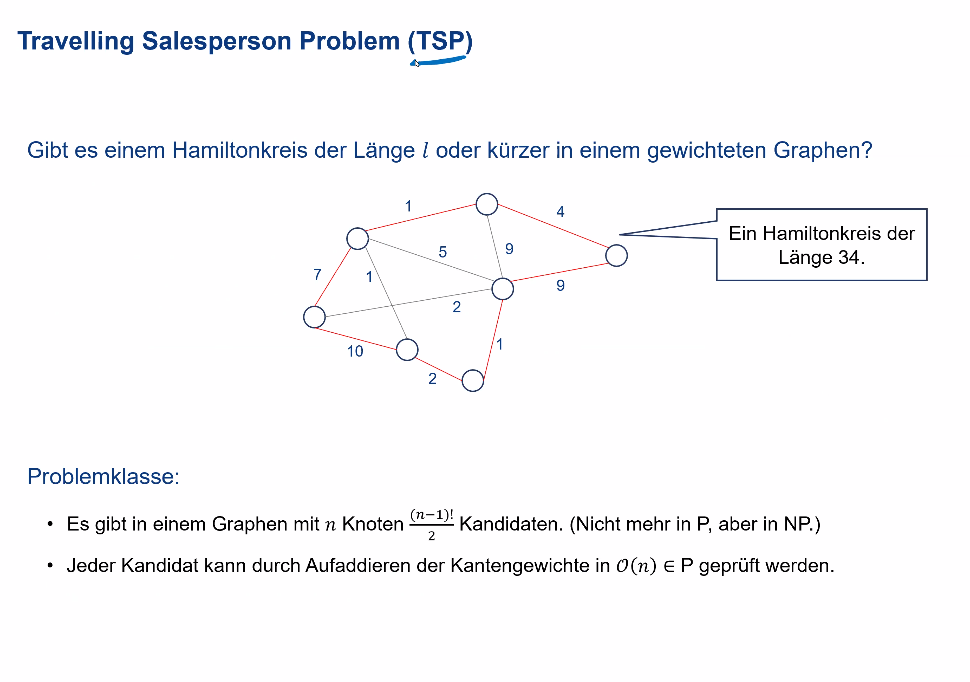 Travelling Salesperson Problem (TSP)
Gibt es einem Hamiltonkreis der Länge l oder kürzer in einem gewichteten Graphen?
1
4
5
9
7
1
9
2
10
1
2
Ein Hamiltonkreis der
Länge 34.
Problemklasse:
• Es gibt in einem Graphen mit n Knoten (n−1)!/2 Kandidaten. (Nicht mehr in P, aber in NP.)
• Jeder Kandidat kann durch Aufaddieren der Kantengewichte in 𝒪(n) ∈ P geprüft werden.